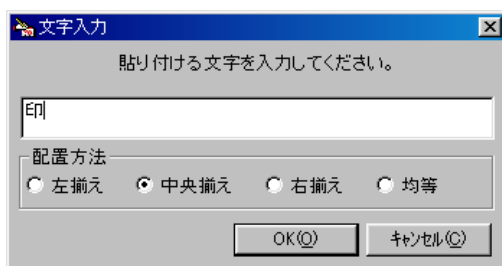 文字入力
貼り付ける文字を入力してください。
印
配置方法
左揃え 中央揃え 右揃え 均等
OK(O) ｷｬﾝｾﾙ(C)